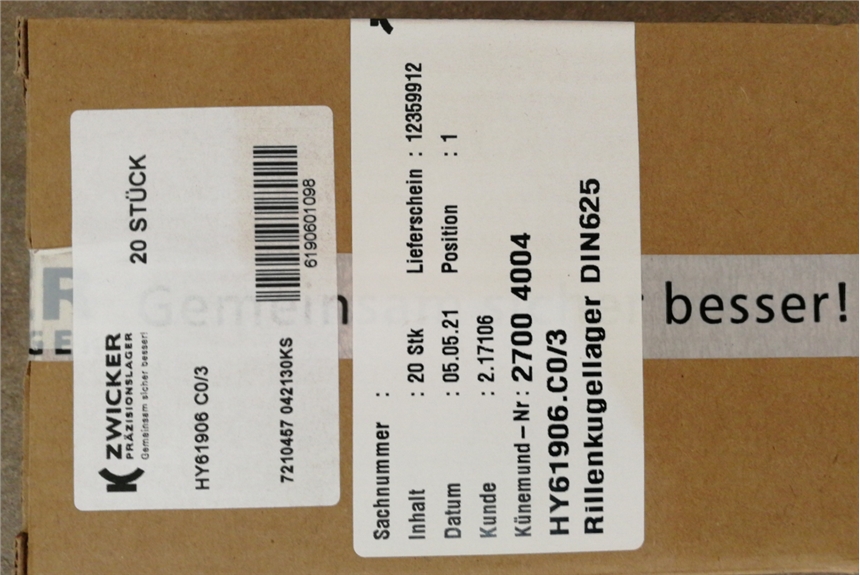 ZWICKER
PRÄZISIONSLAGER
Gemeinsam sicher besser!
20 STÜCK
HY61906 C0/3
6190601098
7210457 042130KS
Sachnummer :
Inhalt : 20 Stk Lieferschein : 12359912
Datum : 05.05.21 Position : 1
Kunde : 2.17106
Künemund-Nr: 2700 4004
HY61906.C0/3
Rillenkugellager DIN625
Gemeinsam sicher besser!